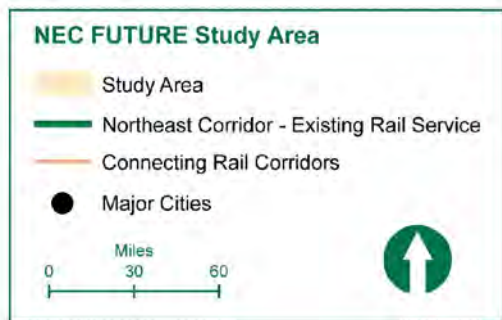 NEC FUTURE Study Area
Study Area
Northeast Corridor - Existing Rail Service
Connecting Rail Corridors
Major Cities
Miles
0 30 60